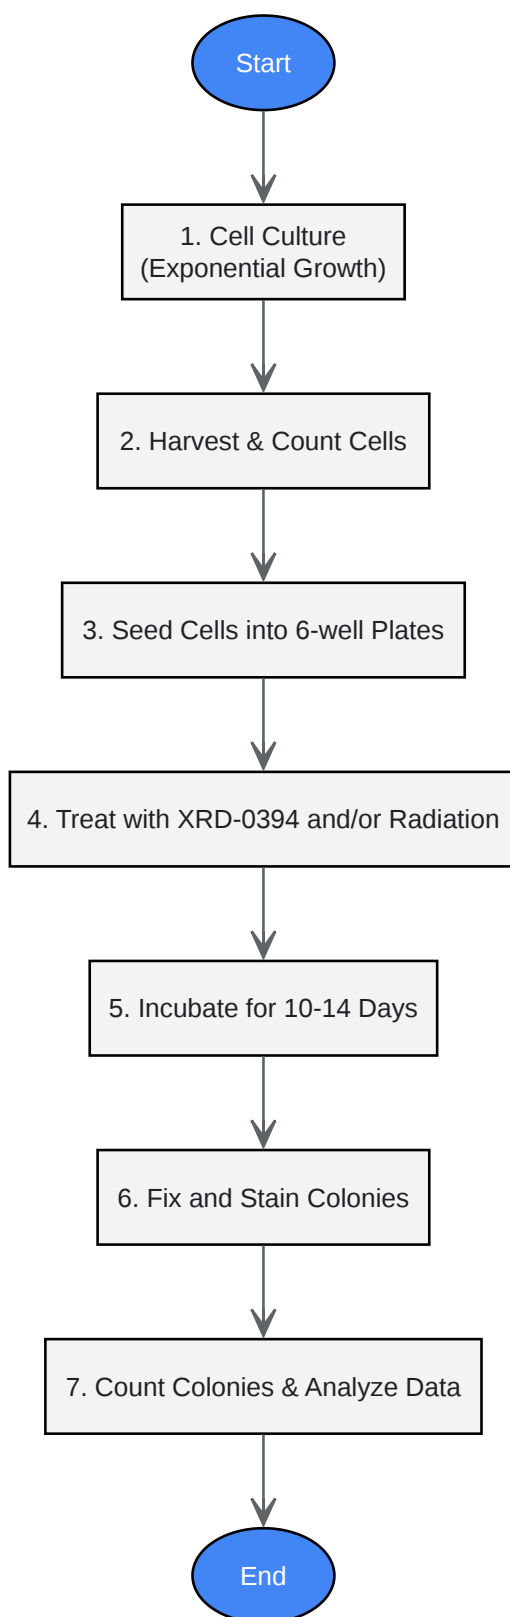 Start
1. Cell Culture
(Exponential Growth)
2. Harvest & Count Cells
3. Seed Cells into 6-well Plates
4. Treat with XRD-0394 and/or Radiation
5. Incubate for 10-14 Days
6. Fix and Stain Colonies
7. Count Colonies & Analyze Data
End